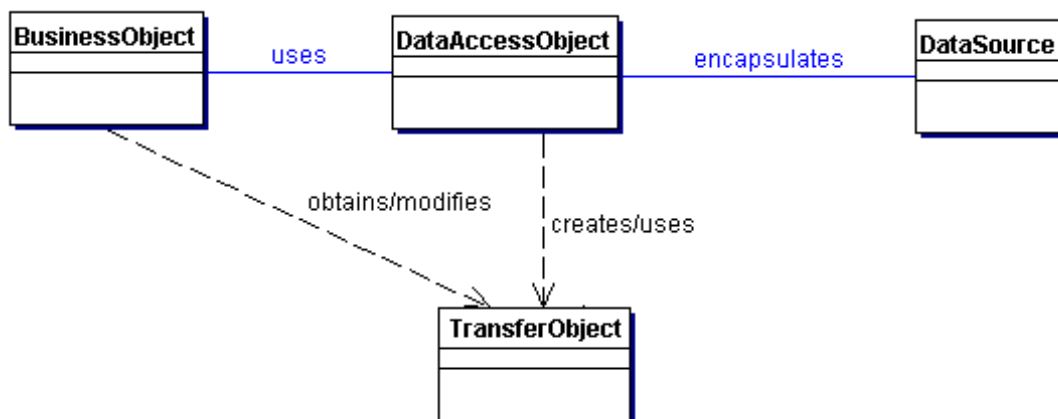 BusinessObject
uses
DataAccessObject
encapsulates
DataSource
obtains/modifies
creates/uses
TransferObject